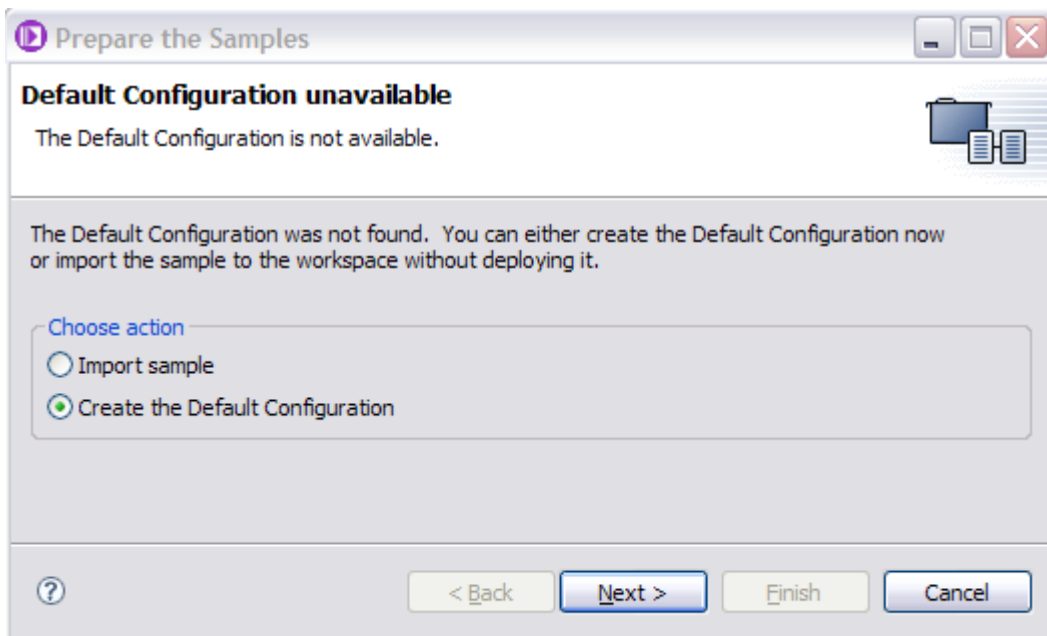 Prepare the Samples
Default Configuration unavailable
The Default Configuration is not available.
The Default Configuration was not found.  You can either create the Default Configuration now
or import the sample to the workspace without deploying it.
Choose action
Import sample
Create the Default Configuration
? < Back Next > Finish Cancel